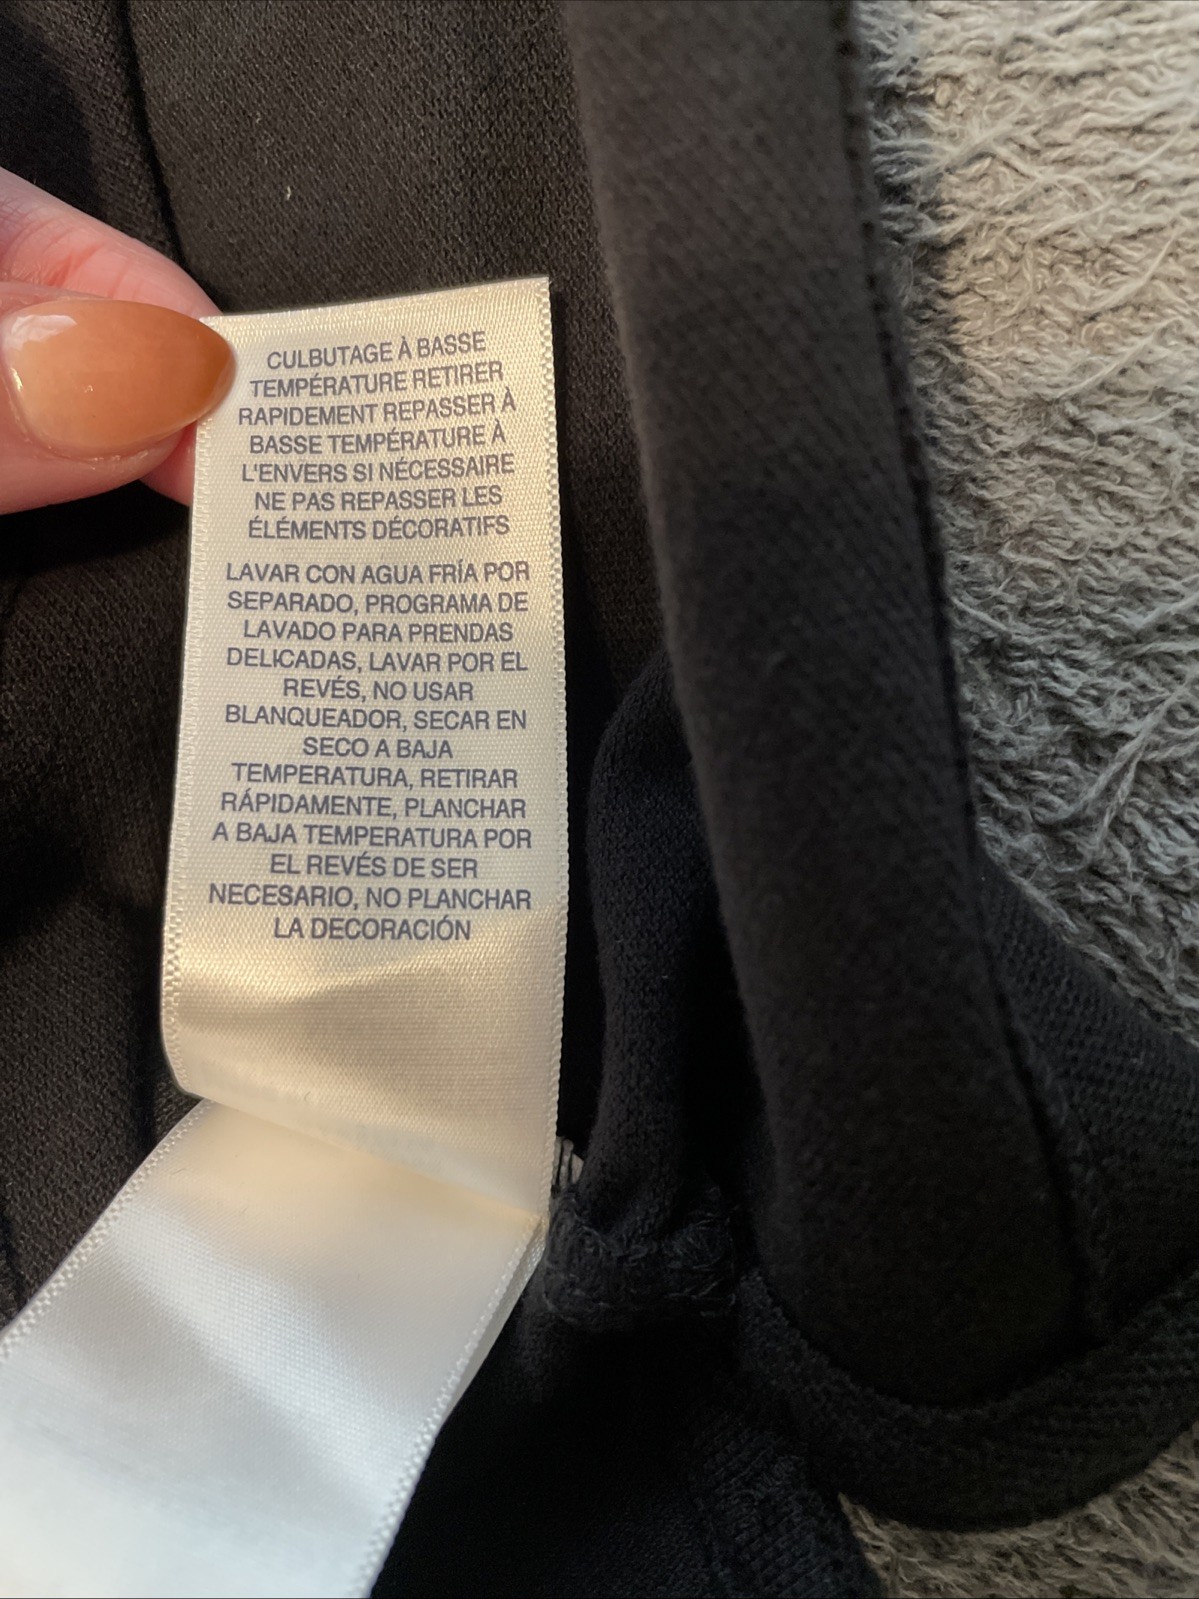 CULBUTAGE À BASSE
TEMPÉRATURE RETIRER
RAPIDEMENT REPASSER À
BASSE TEMPÉRATURE À
L'ENVERS SI NÉCESSAIRE
NE PAS REPASSER LES
ÉLÉMENTS DÉCORATIFS
LAVAR CON AGUA FRÍA POR
SEPARADO, PROGRAMA DE
LAVADO PARA PRENDAS
DELICADAS, LAVAR POR EL
REVÉS, NO USAR
BLANQUEADOR, SECAR EN
SECO A BAJA
TEMPERATURA, RETIRAR
RÁPIDAMENTE, PLANCHAR
A BAJA TEMPERATURA POR
EL REVÉS DE SER
NECESARIO, NO PLANCHAR
LA DECORACIÓN